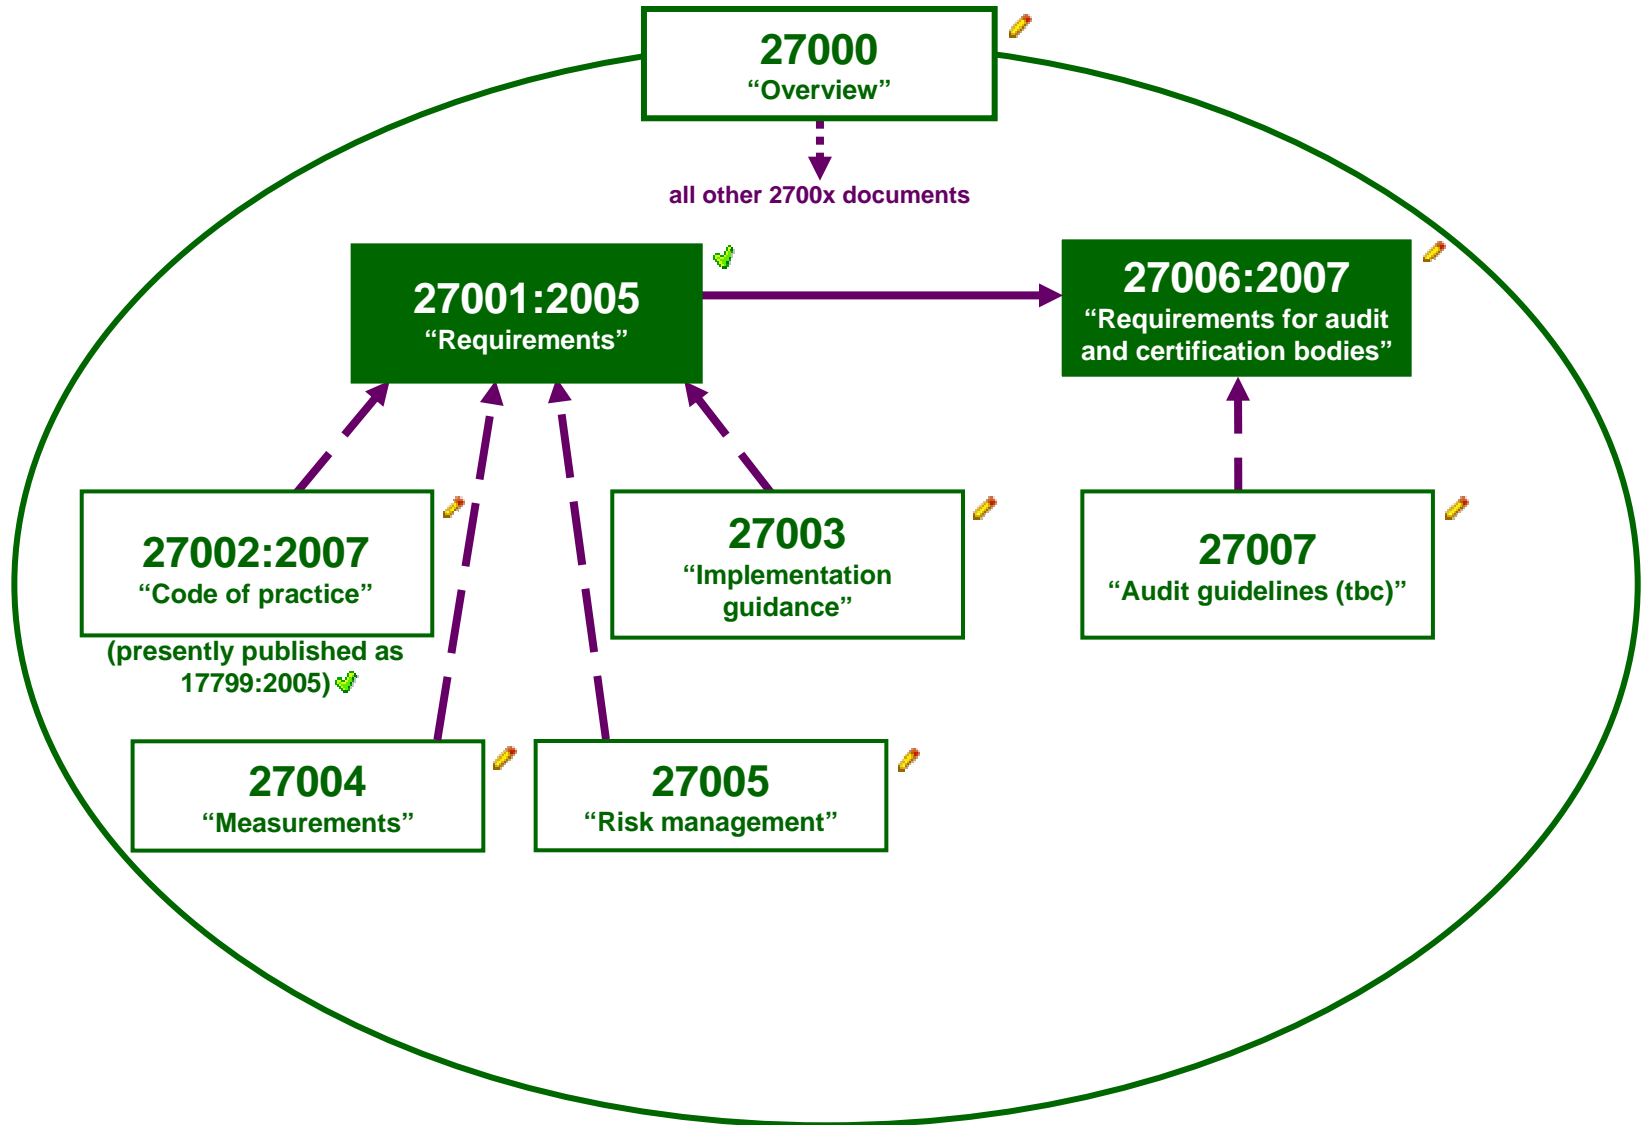 27000
“Overview”
all other 2700x documents
27001:2005
“Requirements”
27006:2007
“Requirements for audit
and certification bodies”
27002:2007
“Code of practice”
(presently published as
17799:2005)
27003
“Implementation
guidance”
27007
“Audit guidelines (tbc)”
27004
“Measurements”
27005
“Risk management”